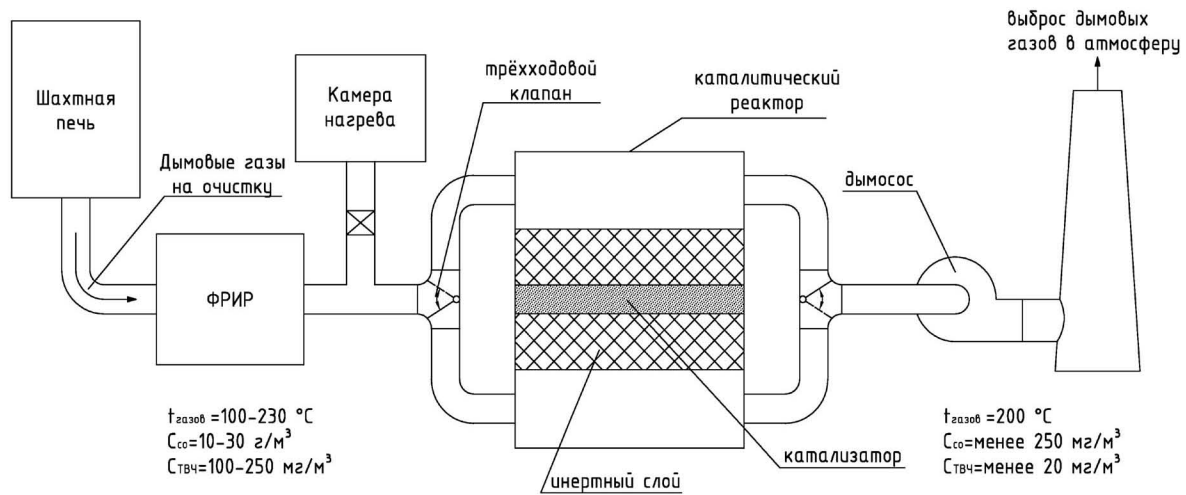 Шахтная
печь
Камера
нагрева
трёхходовой
клапан
каталитический
реактор
выброс дымовых
газов в атмосферу
Дымовые газы
на очистку
дымосос
ФРИР
tгазов=100-230 °C
Cco=10-30 г/м³
CТВЧ=100-250 мг/м³
инертный слой
катализатор
tгазов=200 °C
Cco=менее 250 мг/м³
CТВЧ=менее 20 мг/м³